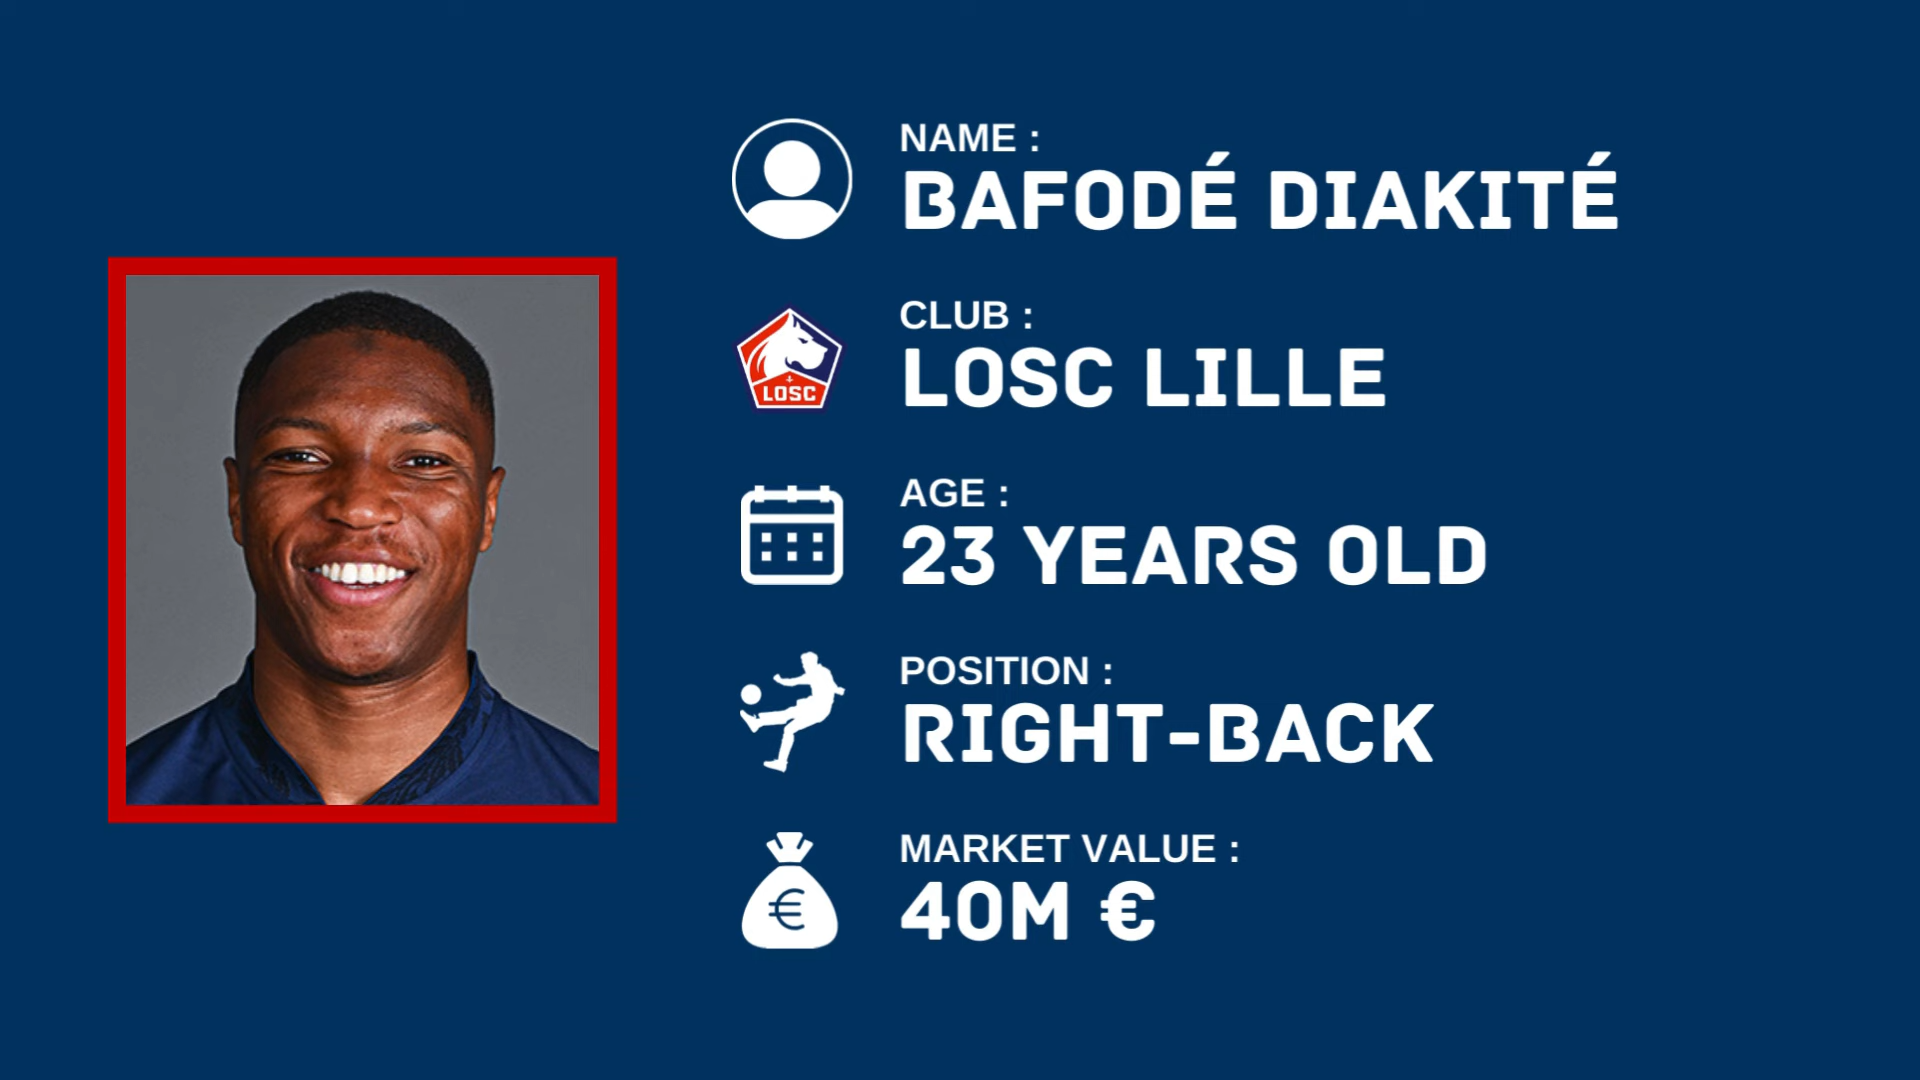 NAME :
BAFODÉ DIAKITÉ
CLUB :
LOSC LILLE
LOSC
AGE :
23 YEARS OLD
POSITION :
RIGHT-BACK
MARKET VALUE :
40M €
€